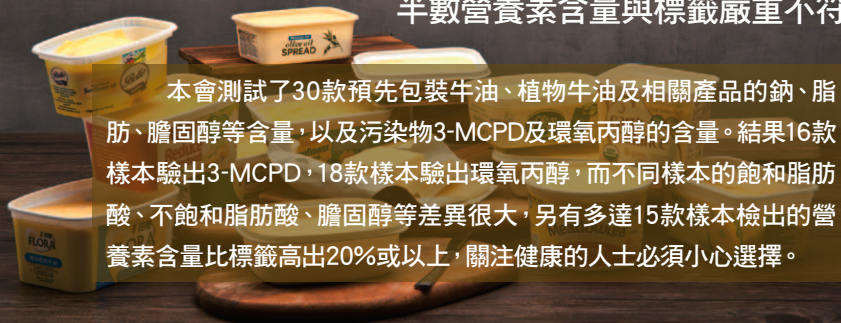 半數營養素含量與標籤嚴重不符
本會測試了30款預先包裝牛油、植物牛油及相關產品的鈉、脂
肪、膽固醇等含量，以及污染物3-MCPD及環氧丙醇的含量。結果16款
樣本驗出3-MCPD，18款樣本驗出環氧丙醇，而不同樣本的飽和脂肪
酸、不飽和脂肪酸、膽固醇等差異很大，另有多達15款樣本檢出的營
養素含量比標籤高出20%或以上，關注健康的人士必須小心選擇。
olive oil
SPREAD
FLORA